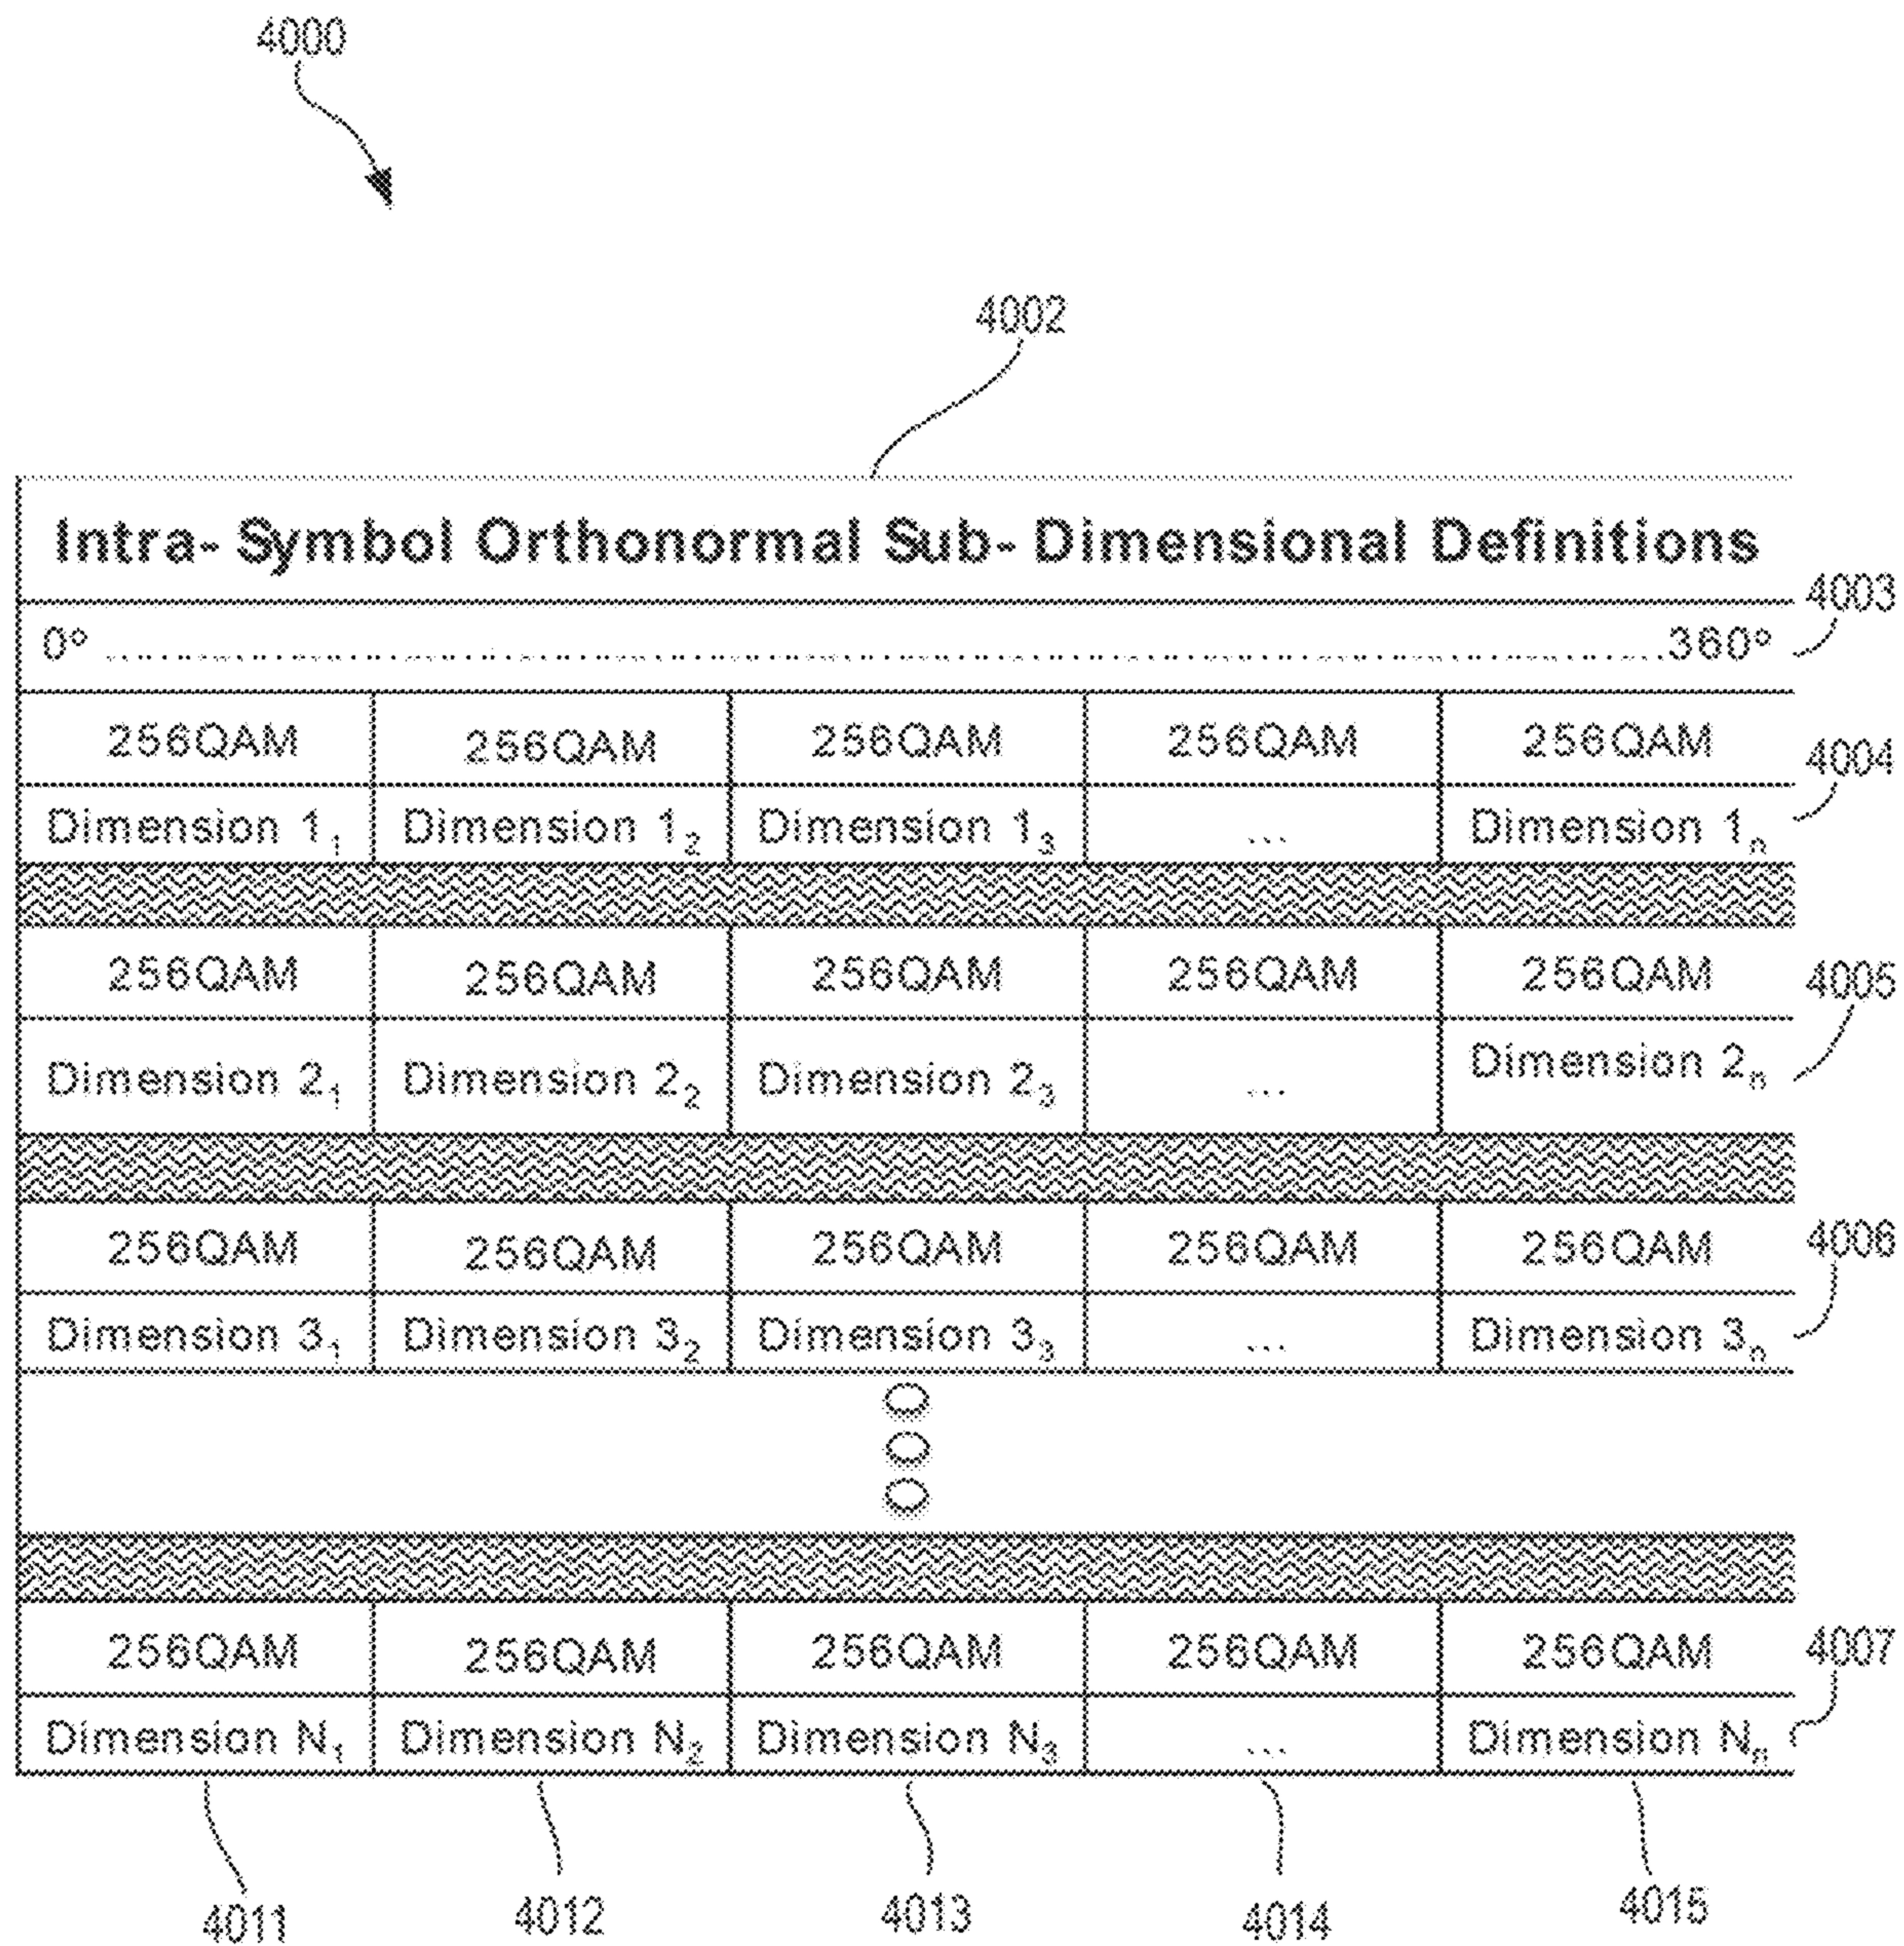 4000
4002
Intra- Symbol Orthonormal Sub- Dimensional Definitions
4003
0° ........................................................360°
256QAM 256QAM 256QAM 256QAM 256QAM
4004
Dimension 1₁ Dimension 1₂ Dimension 1₃ ... Dimension 1ₙ
256QAM 256QAM 256QAM 256QAM 256QAM
4005
Dimension 2₁ Dimension 2₂ Dimension 2₃ ... Dimension 2ₙ
256QAM 256QAM 256QAM 256QAM 256QAM
4006
Dimension 3₁ Dimension 3₂ Dimension 3₃ ... Dimension 3ₙ
256QAM 256QAM 256QAM 256QAM 256QAM
4007
Dimension N₁ Dimension N₂ Dimension N₃ ... Dimension Nₙ
4011 4012 4013 4014 4015